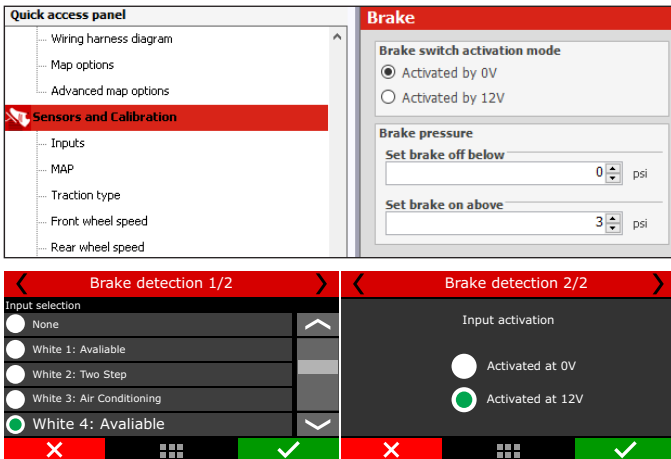 Quick access panel
Wiring harness diagram
Map options
Advanced map options
Sensors and Calibration
Inputs
MAP
Traction type
Front wheel speed
Rear wheel speed
Brake
Brake switch activation mode
Activated by 0V
Activated by 12V
Brake pressure
Set brake off below
0 psi
Set brake on above
3 psi
Brake detection 1/2
Input selection
None
White 1: Avaliable
White 2: Two Step
White 3: Air Conditioning
White 4: Avaliable
Brake detection 2/2
Input activation
Activated at 0V
Activated at 12V